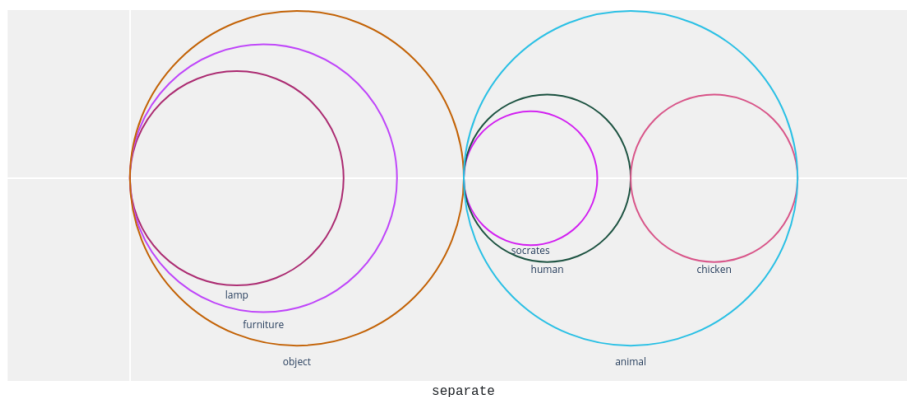 socrates
human
chicken
lamp
furniture
object
animal
separate